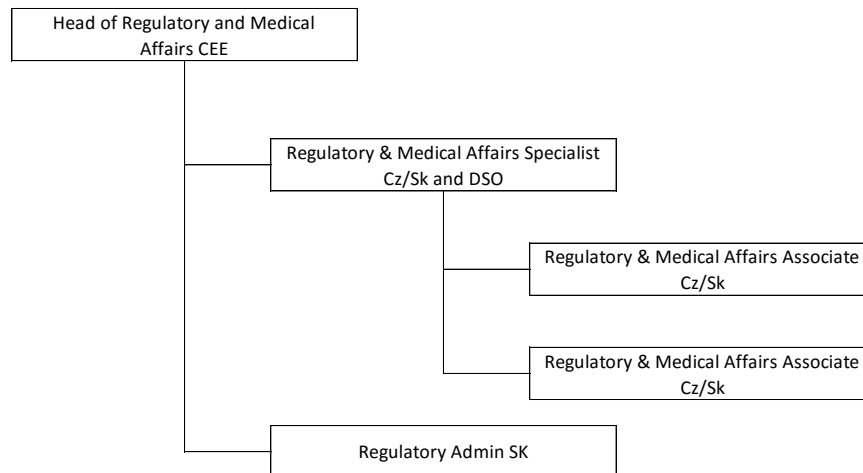 Head of Regulatory and Medical
Affairs CEE
Regulatory & Medical Affairs Specialist
Cz/Sk and DSO
Regulatory & Medical Affairs Associate
Cz/Sk
Regulatory & Medical Affairs Associate
Cz/Sk
Regulatory Admin SK